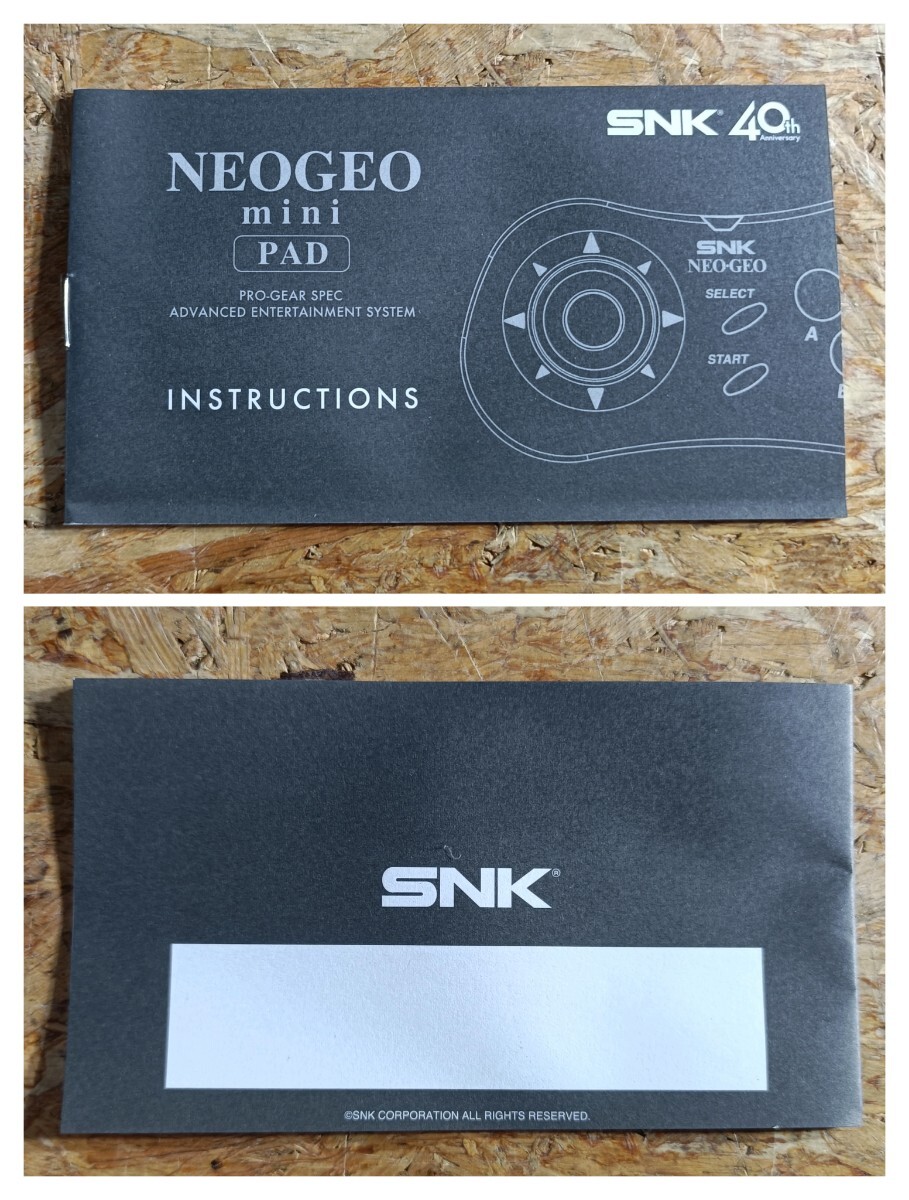 SNK® 40th
Anniversary
NEOGEO
mini
PAD
PRO-GEAR SPEC
ADVANCED ENTERTAINMENT SYSTEM
INSTRUCTIONS
SNK
NEO•GEO
SELECT
START
A
SNK®
©SNK CORPORATION ALL RIGHTS RESERVED.